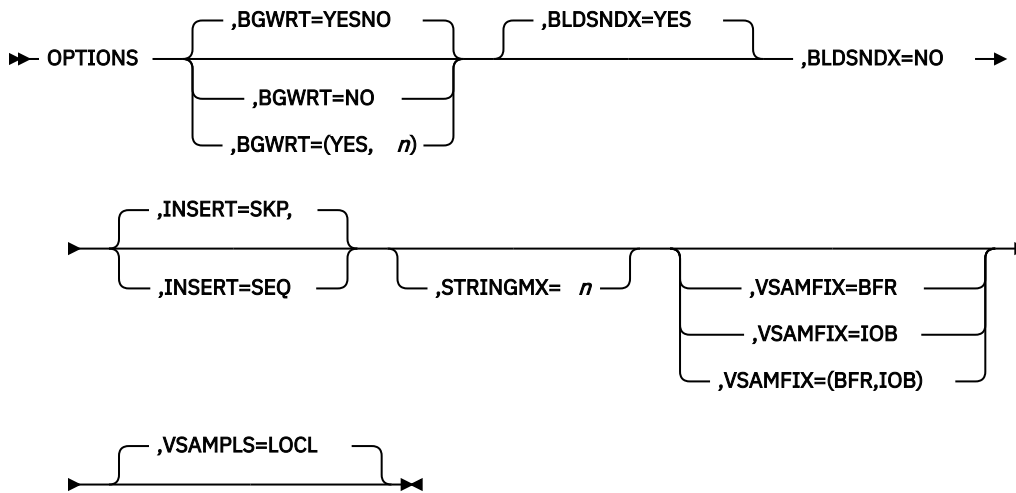 ,BGWRT=YESNO
,BLDSNDX=YES
OPTIONS
,BLDSNDX=NO
,BGWRT=NO
,BGWRT=(YES, n)
,INSERT=SKP,
,INSERT=SEQ
,STRINGMX= n
,VSAMFIX=BFR
,VSAMFIX=IOB
,VSAMFIX=(BFR,IOB)
,VSAMPLS=LOCL